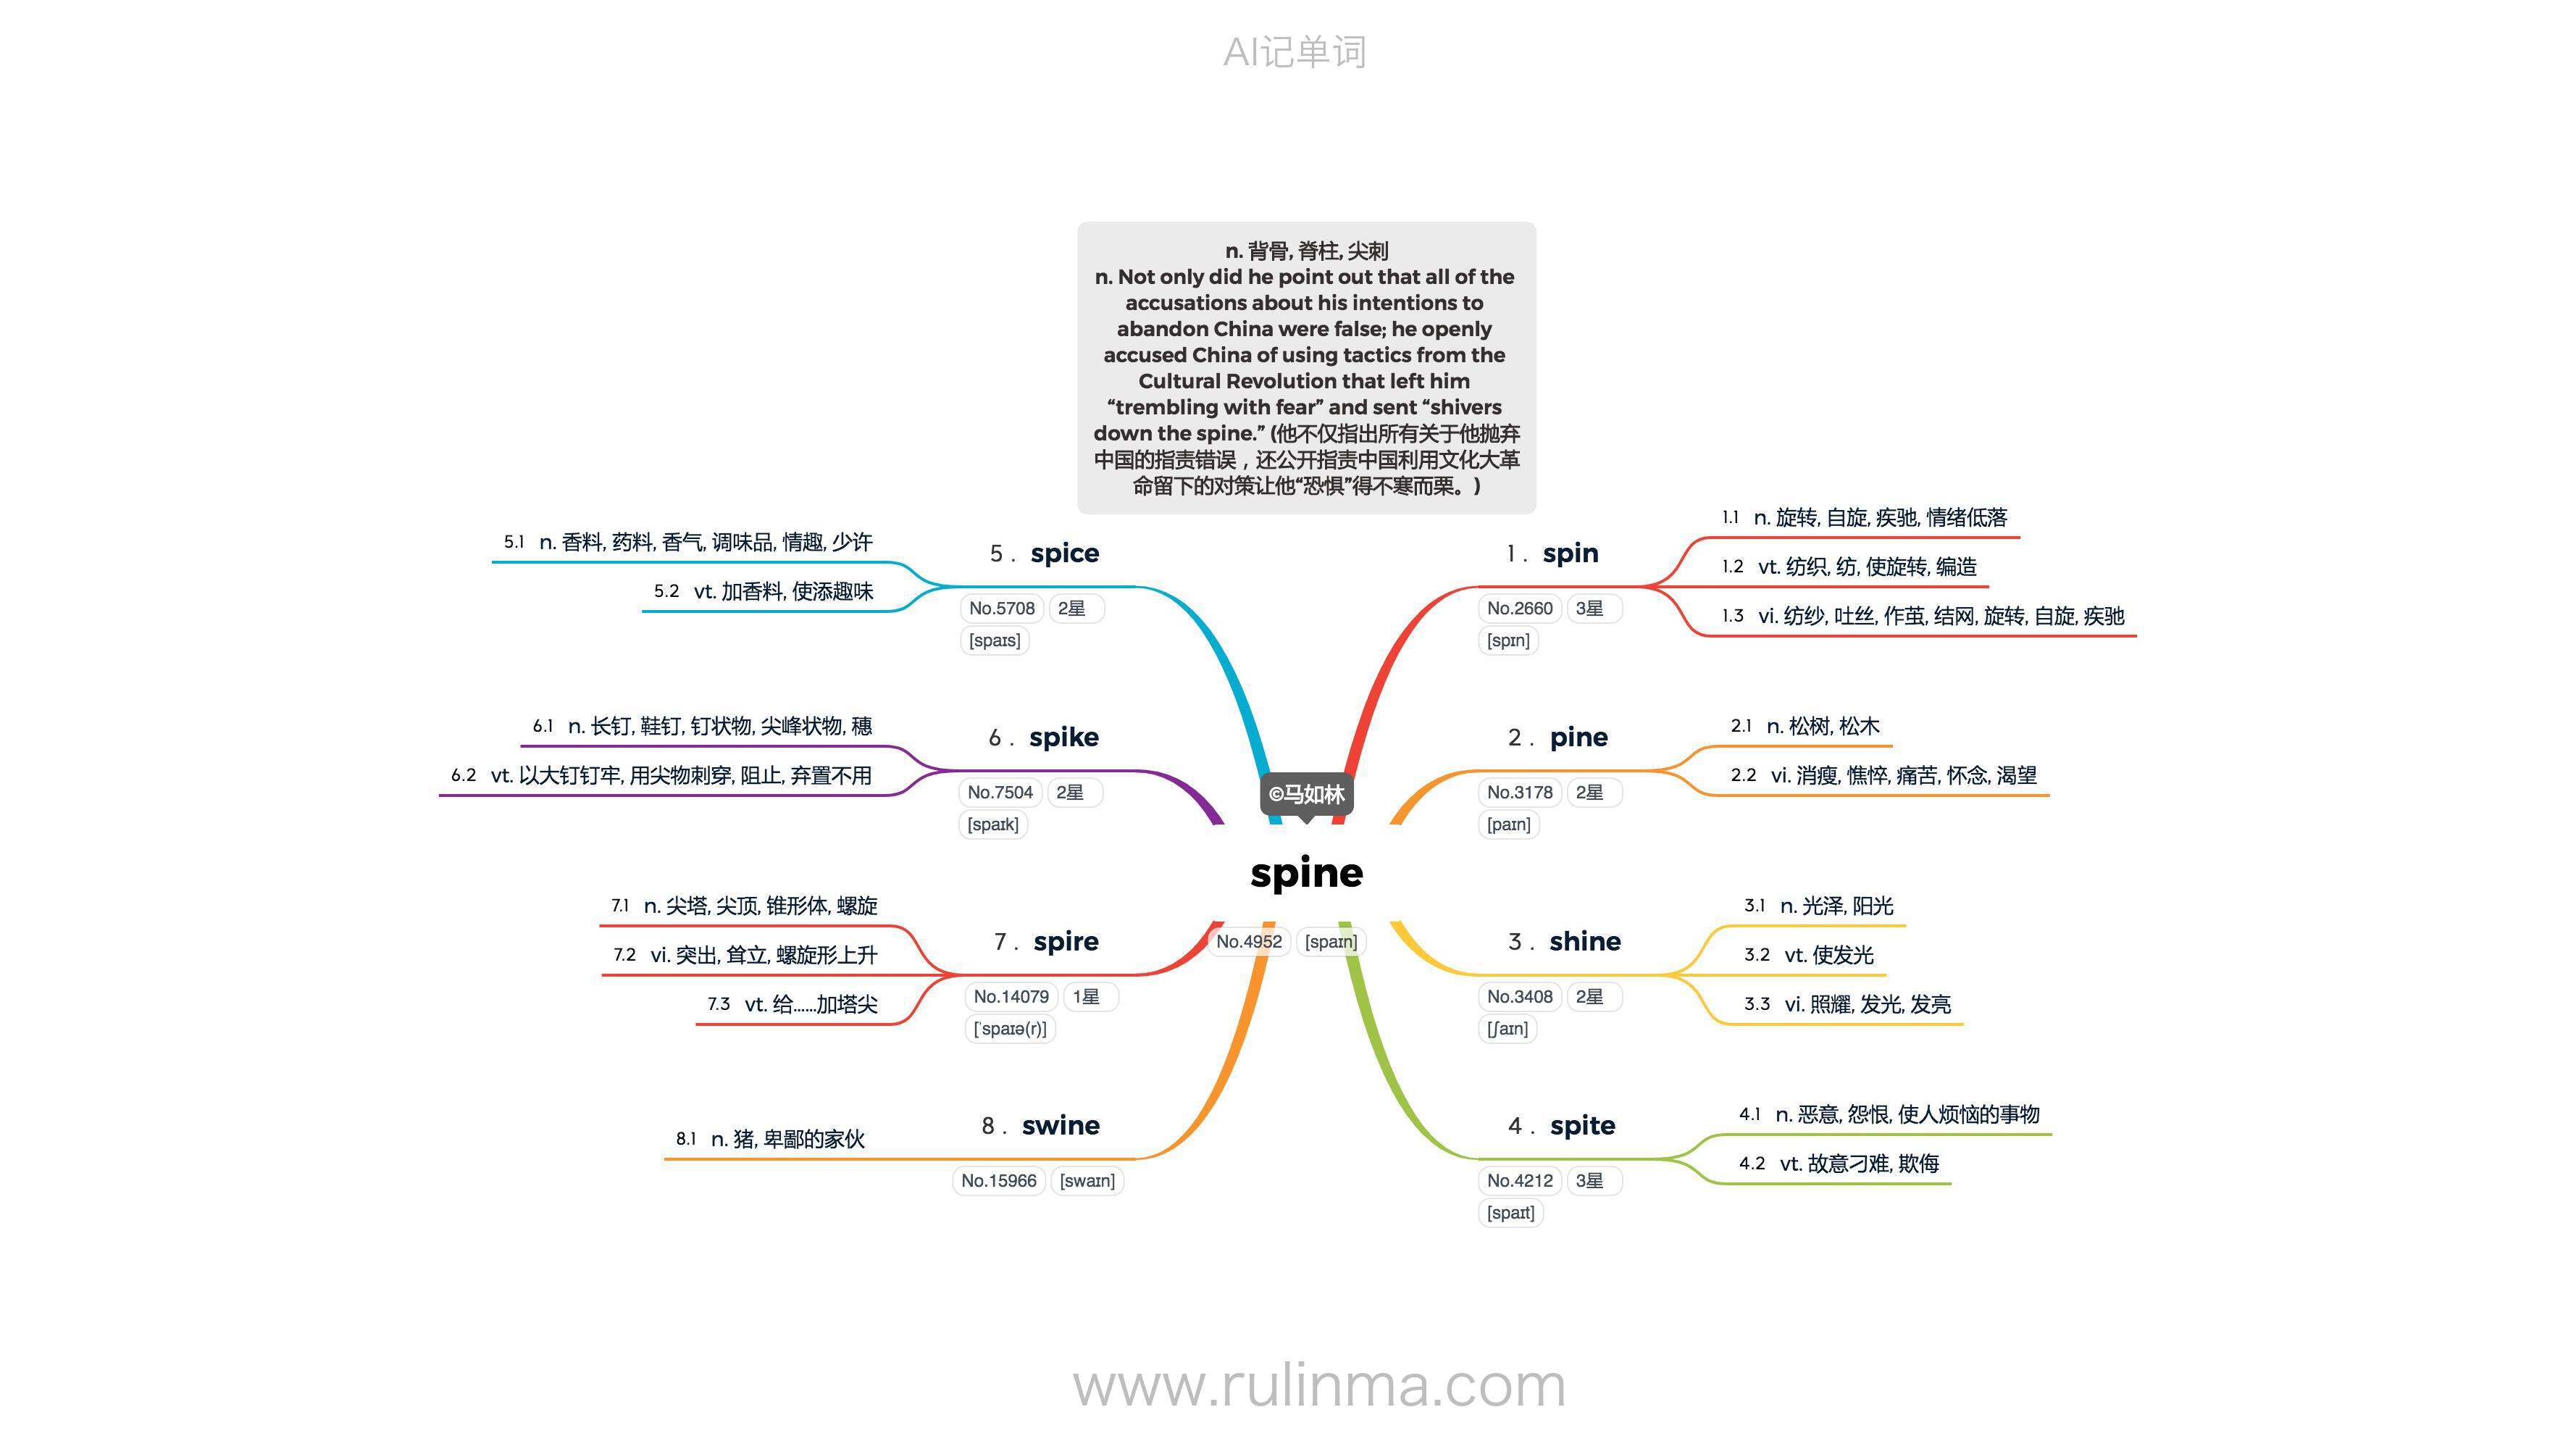 AI记单词
n. 背骨, 脊柱, 尖刺
n. Not only did he point out that all of the
accusations about his intentions to
abandon China were false; he openly
accused China of using tactics from the
Cultural Revolution that left him
“trembling with fear” and sent “shivers
down the spine.” (他不仅指出所有关于他抛弃
中国的指责错误，还公开指责中国利用文化大革
命留下的对策让他“恐惧”得不寒而栗。)
©马如林
spine
No.4952 [spaɪn]
1. spin
No.2660 3星
[spɪn]
1.1 n. 旋转, 自旋, 疾驰, 情绪低落
1.2 vt. 纺织, 纺, 使旋转, 编造
1.3 vi. 纺纱, 吐丝, 作茧, 结网, 旋转, 自旋, 疾驰
2. pine
No.3178 2星
[paɪn]
2.1 n. 松树, 松木
2.2 vi. 消瘦, 憔悴, 痛苦, 怀念, 渴望
3. shine
No.3408 2星
[ʃaɪn]
3.1 n. 光泽, 阳光
3.2 vt. 使发光
3.3 vi. 照耀, 发光, 发亮
4. spite
No.4212 3星
[spaɪt]
4.1 n. 恶意, 怨恨, 使人烦恼的事物
4.2 vt. 故意刁难, 欺侮
5. spice
No.5708 2星
[spaɪs]
5.1 n. 香料, 药料, 香气, 调味品, 情趣, 少许
5.2 vt. 加香料, 使添趣味
6. spike
No.7504 2星
[spaɪk]
6.1 n. 长钉, 鞋钉, 钉状物, 尖峰状物, 穗
6.2 vt. 以大钉钉牢, 用尖物刺穿, 阻止, 弃置不用
7. spire
No.14079 1星
[ˈspaɪə(r)]
7.1 n. 尖塔, 尖顶, 锥形体, 螺旋
7.2 vi. 突出, 耸立, 螺旋形上升
7.3 vt. 给……加塔尖
8. swine
No.15966 [swaɪn]
8.1 n. 猪, 卑鄙的家伙
www.rulinma.com